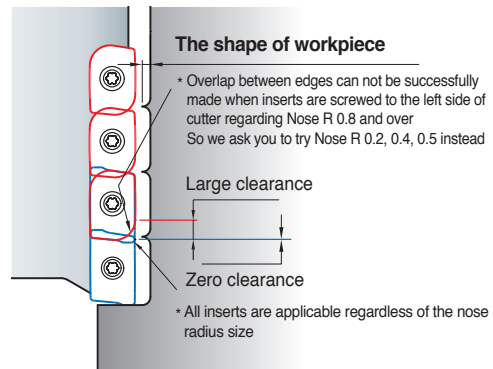 The shape of workpiece
* Overlap between edges can not be successfully
made when inserts are screwed to the left side of
cutter regarding Nose R 0.8 and over
So we ask you to try Nose R 0.2, 0.4, 0.5 instead
Large clearance
Zero clearance
* All inserts are applicable regardless of the nose
radius size